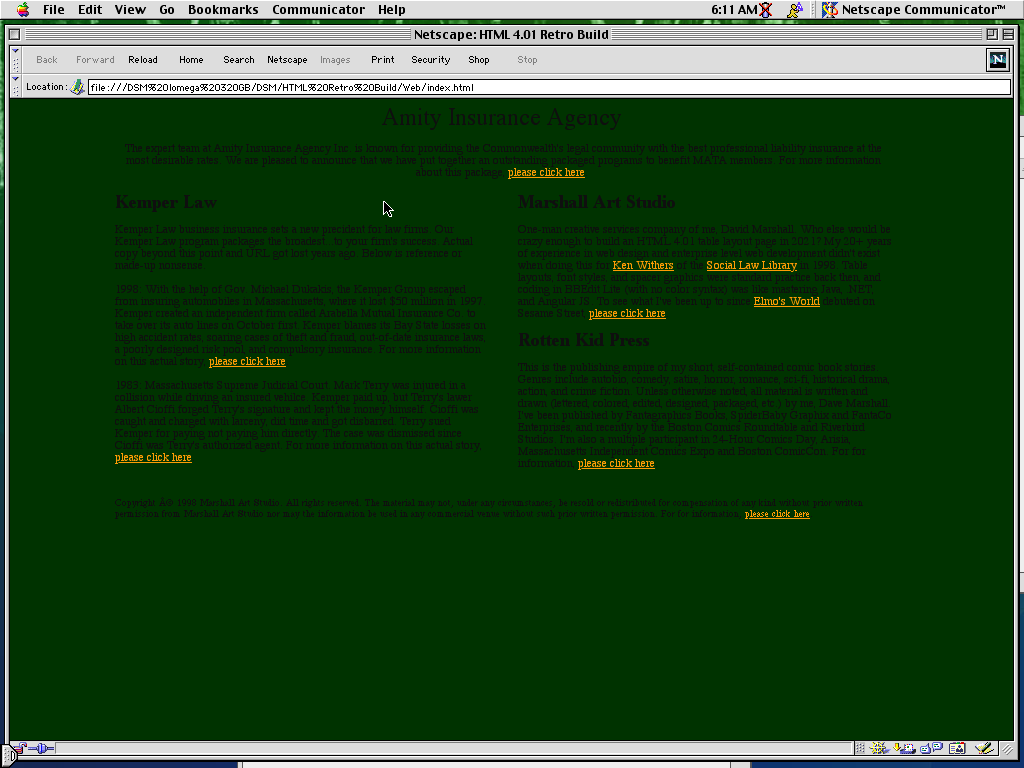 File Edit View Go Bookmarks Communicator Help 6:11 AM Netscape Communicator™
Netscape: HTML 4.01 Retro Build
Back Forward Reload Home Search Netscape Images Print Security Shop Stop
Location: file:///DSM%20Iomega%20320GB/DSM/HTML%20Retro%20Build/Web/index.html
Amity Insurance Agency
The expert team at Amity Insurance Agency Inc. is known for providing the Commonwealth's legal community with the best professional liability insurance at the
most desirable rates. We are pleased to announce that we have put together an outstanding packaged programs to benefit MATA members. For more information
about this package, please click here
Kemper Law
Kemper Law business insurance sets a new precident for law firms. Our
Kemper Law program packages the broadest...to your firm's success. Actual
copy beyond this point and URL got lost years ago. Below is reference or
made-up nonsense.
1998: With the help of Gov. Michael Dukakis, the Kemper Group escaped
from insuring automobiles in Massachusetts, where it lost $50 million in 1997.
Kemper created an independent firm called Arabella Mutual Insurance Co. to
take over its auto lines on October first. Kemper blames its Bay State losses on
high accident rates, soaring costs of theft and fraud, out-of-date insurance laws,
a poorly designed risk pool, and compulsory insurance. For more information
on this actual story, please click here
1983: Massachusetts Supreme Judicial Court. Mark Terry was injured in a
collision while driving an insured vehicle. Kemper paid up, but Terry's lawer
Albert Cioffi forged Terry's signature and kept the money himself. Cioffi was
caught and charged with larceny, did time and got disbarred. Terry sued
Kemper for paying not paying him directly. The case was dismissed since
Cioffi was Terry's authorized agent. For more information on this actual story,
please click here
Marshall Art Studio
One-man creative services company of me, David Marshall. Who else would be
crazy enough to build an HTML 4.01 table layout page in 2021? My 20+ years
of experience in web design and enterprise level web development didn't exist
when doing this for Ken Withers of the Social Law Library in 1998. Table
layouts, font styles, and spacer graphics were standard practice back then, and
coding in BBEdit Lite (with no color syntax) was like mastering Java, .NET,
and Angular JS. To see what I've been up to since Elmo's World debuted on
Sesame Street, please click here
Rotten Kid Press
This is the publishing empire of my short, self-contained comic book stories.
Genres include autobio, comedy, satire, horror, romance, sci-fi, historical drama,
action, and crime fiction. Unless otherwise noted, all material is written and
drawn (lettered, colored, edited, designed, packaged, etc.) by me, Dave Marshall.
I've been published by Fantagraphics Books, SpiderBaby Graphix and FantaCo
Enterprises, and recently by the Boston Comics Roundtable and Riverbird
Studios. I'm also a multiple participant in 24-Hour Comics Day, Arisia,
Massachusetts Independent Comics Expo and Boston ComicCon. For for
information, please click here
Copyright Â® 1998 Marshall Art Studio. All rights reserved. The material may not, under any circumstances, be resold or redistributed for compensation of any kind without prior written
permission from Marshall Art Studio nor may the information be used in any commercial venue without such prior written permission. For for information, please click here